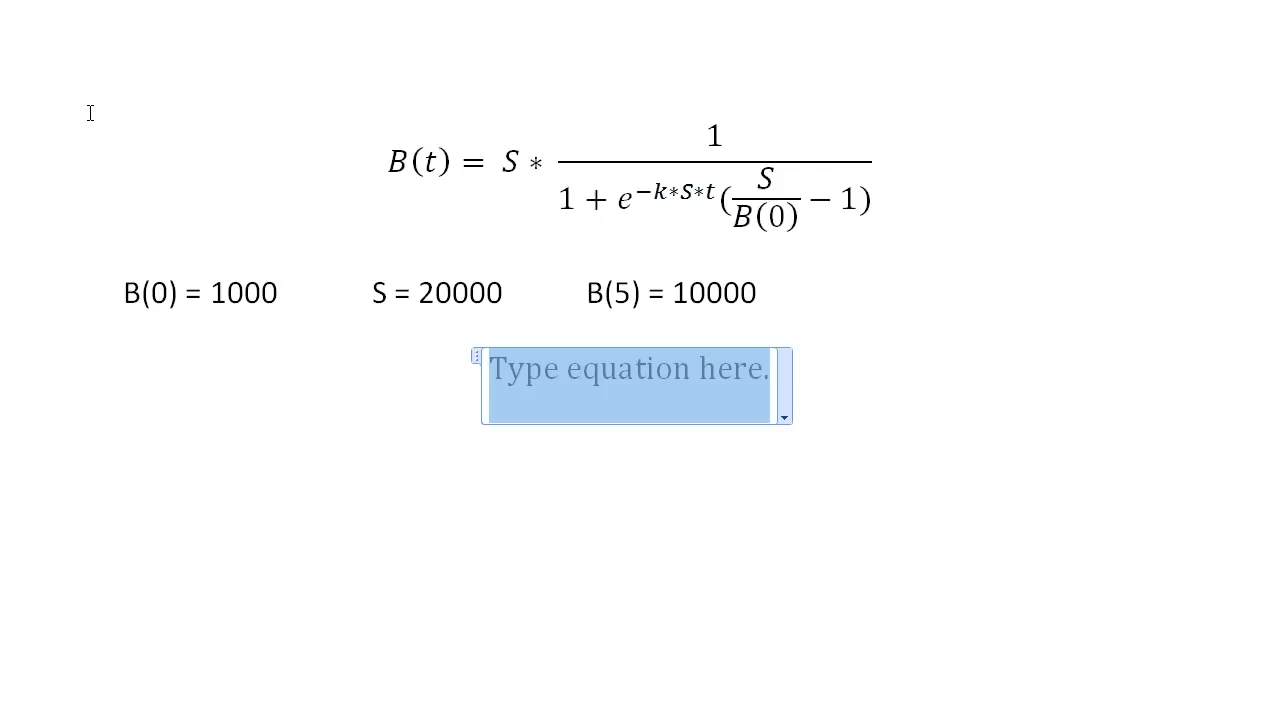 B(t) = S * 1 / (1 + e^(−k*S*t) (S / B(0) − 1))
B(0) = 1000 S = 20000 B(5) = 10000
Type equation here.